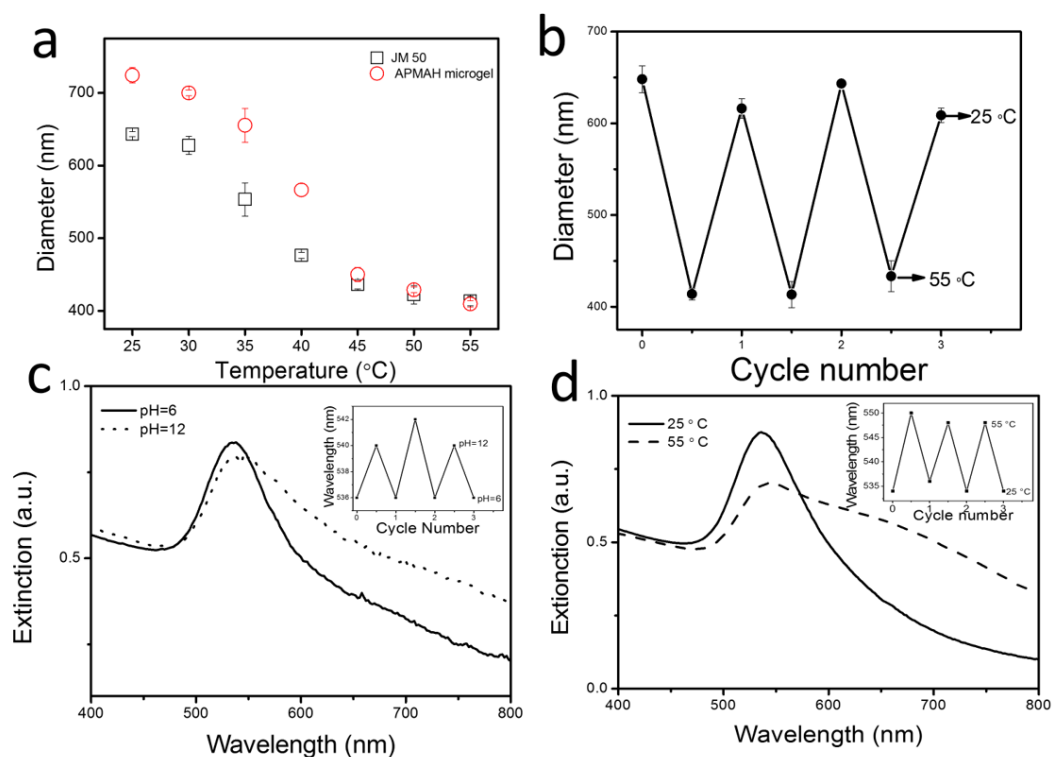 a
JM 50
APMAH microgel
700
600
500
400
25 30 35 40 45 50 55
Temperature (°C)
Diameter (nm)
b
700
600
500
400
0 1 2 3
25 °C
55 °C
Cycle number
Diameter (nm)
c
1.0
0.5
pH=6
pH=12
400 500 600 700 800
Wavelength (nm)
Extinction (a.u.)
542
540
538
536
0 1 2 3
pH=12
pH=6
Cycle Number
Wavelength (nm)
d
1.0
0.5
0.0
25 ° C
55 ° C
400 500 600 700 800
Wavelength (nm)
Extionction (a.u.)
550
545
540
535
0 1 2 3
55 °C
25 °C
Cycle number
Wavelength (nm)